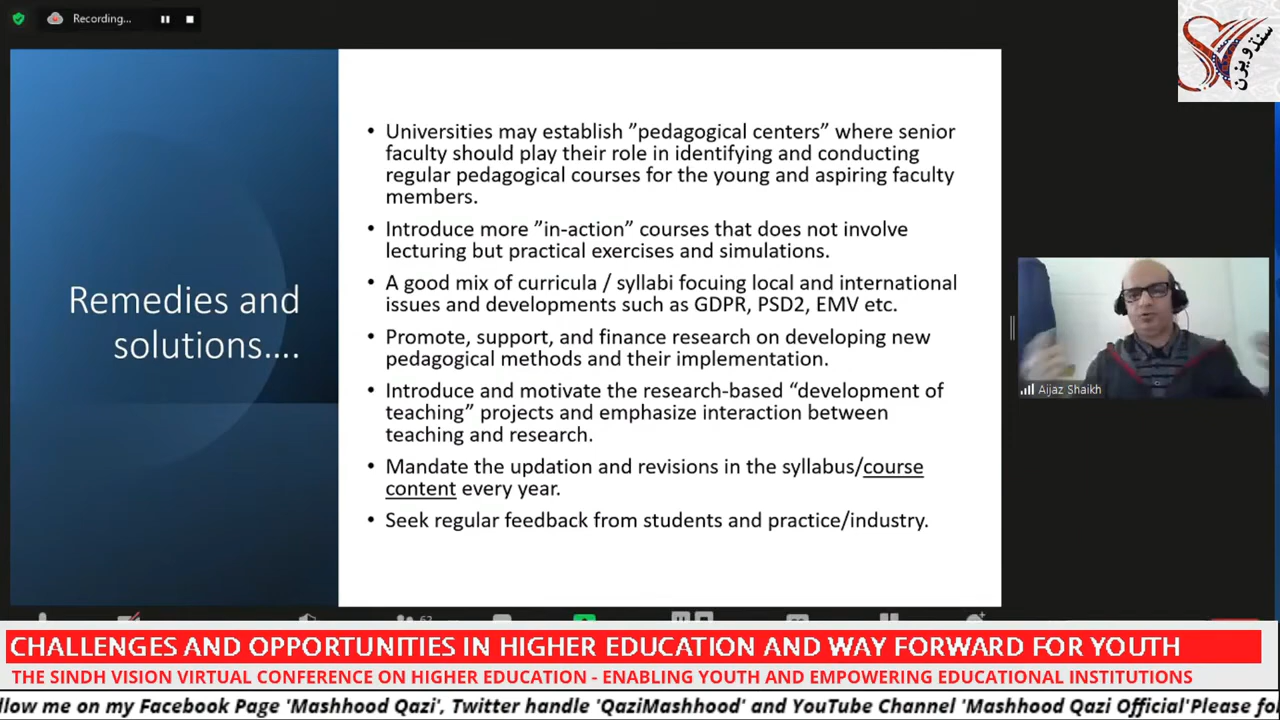 Recording...
سنڌ ويزن
Remedies and
solutions....
• Universities may establish ”pedagogical centers” where senior
faculty should play their role in identifying and conducting
regular pedagogical courses for the young and aspiring faculty
members.
• Introduce more ”in-action” courses that does not involve
lecturing but practical exercises and simulations.
• A good mix of curricula / syllabi focuing local and international
issues and developments such as GDPR, PSD2, EMV etc.
• Promote, support, and finance research on developing new
pedagogical methods and their implementation.
• Introduce and motivate the research-based “development of
teaching” projects and emphasize interaction between
teaching and research.
• Mandate the updation and revisions in the syllabus/course
content every year.
• Seek regular feedback from students and practice/industry.
Aijaz Shaikh
CHALLENGES AND OPPORTUNITIES IN HIGHER EDUCATION AND WAY FORWARD FOR YOUTH
THE SINDH VISION VIRTUAL CONFERENCE ON HIGHER EDUCATION - ENABLING YOUTH AND EMPOWERING EDUCATIONAL INSTITUTIONS
llow me on my Facebook Page 'Mashhood Qazi', Twitter handle 'QaziMashhood' and YouTube Channel 'Mashhood Qazi Official'Please fo